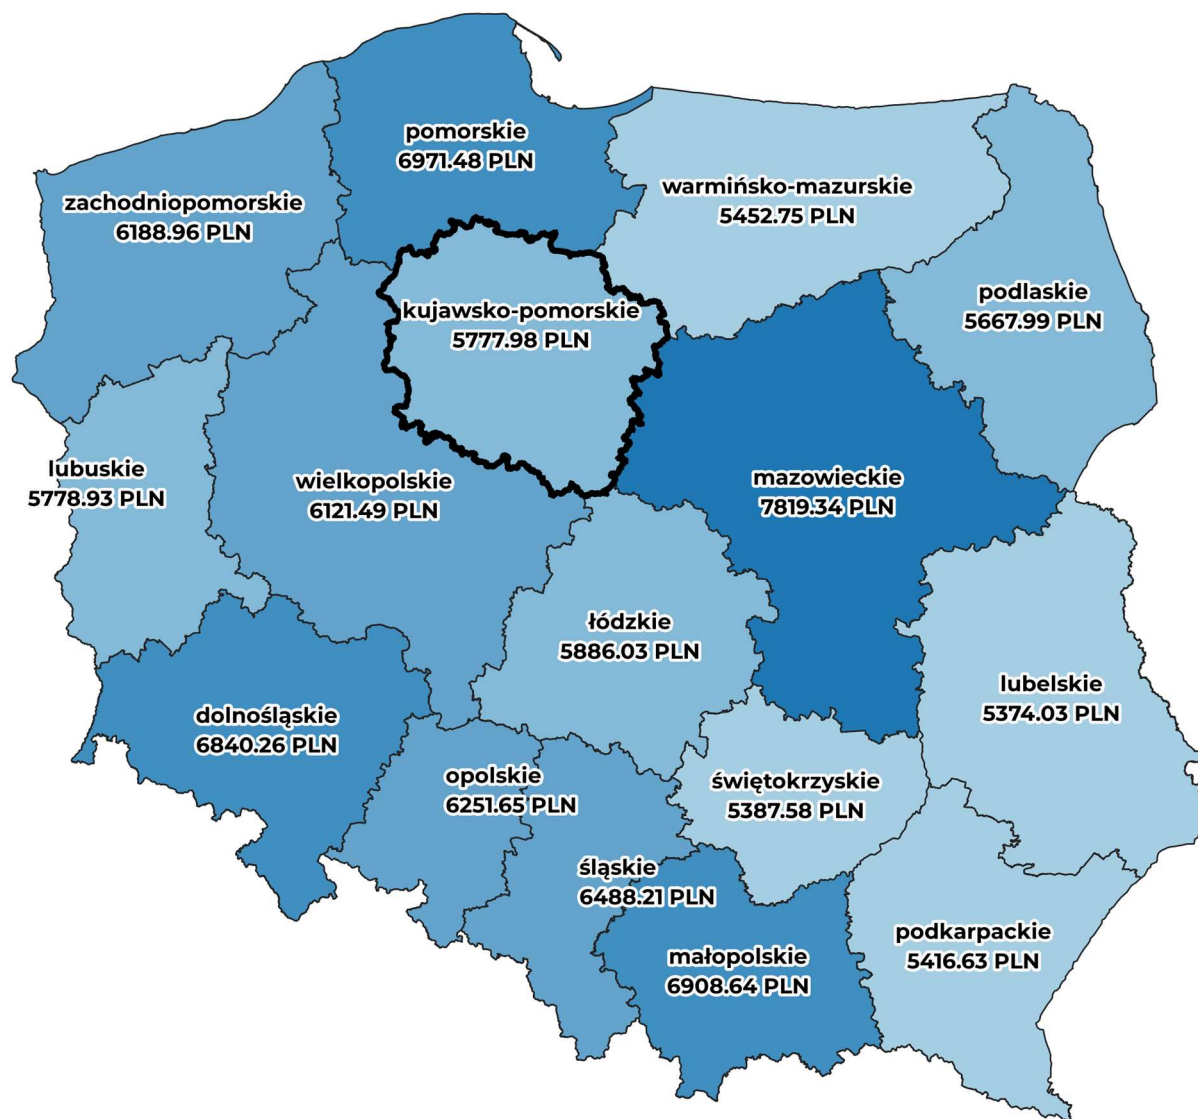 pomorskie
6971.48 PLN
warmińsko-mazurskie
5452.75 PLN
zachodniopomorskie
6188.96 PLN
podlaskie
5667.99 PLN
kujawsko-pomorskie
5777.98 PLN
lubuskie
5778.93 PLN
wielkopolskie
6121.49 PLN
mazowieckie
7819.34 PLN
łódzkie
5886.03 PLN
lubelskie
5374.03 PLN
dolnośląskie
6840.26 PLN
opolskie
6251.65 PLN
świętokrzyskie
5387.58 PLN
śląskie
6488.21 PLN
podkarpackie
5416.63 PLN
małopolskie
6908.64 PLN